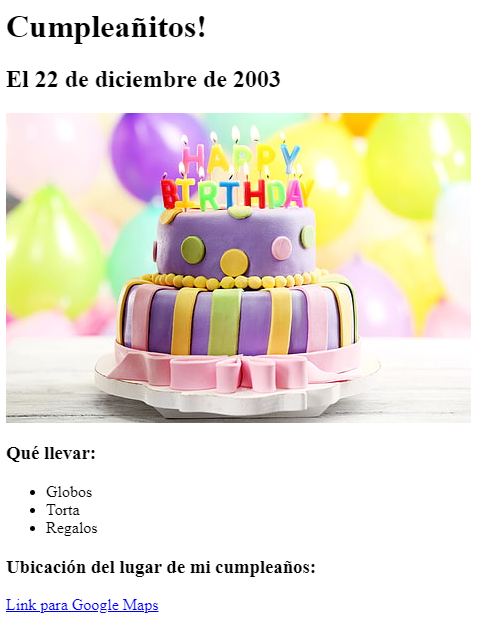 Cumpleañitos!
El 22 de diciembre de 2003
HAPPY
BIRTHDAY
Qué llevar:
Globos
Torta
Regalos
Ubicación del lugar de mi cumpleaños:
Link para Google Maps